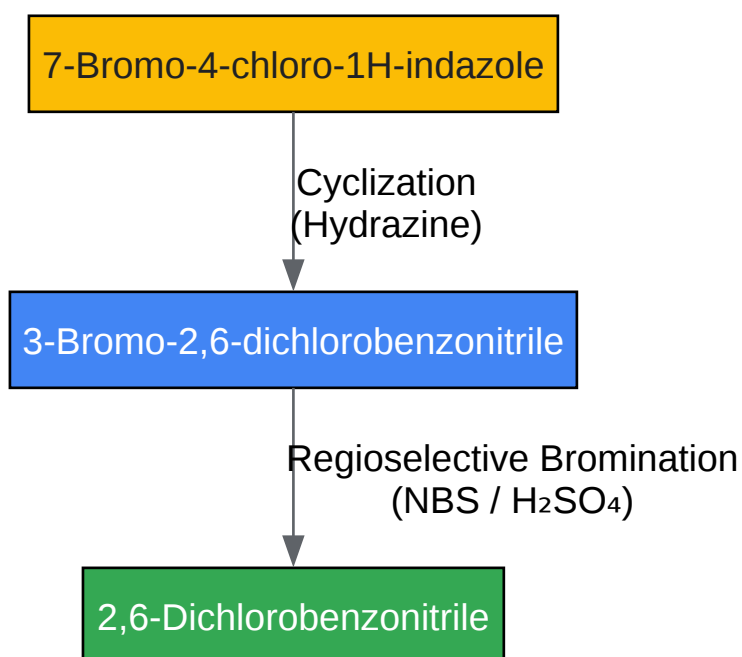 7-Bromo-4-chloro-1H-indazole
Cyclization
(Hydrazine)
3-Bromo-2,6-dichlorobenzonitrile
Regioselective Bromination
(NBS / H₂SO₄)
2,6-Dichlorobenzonitrile